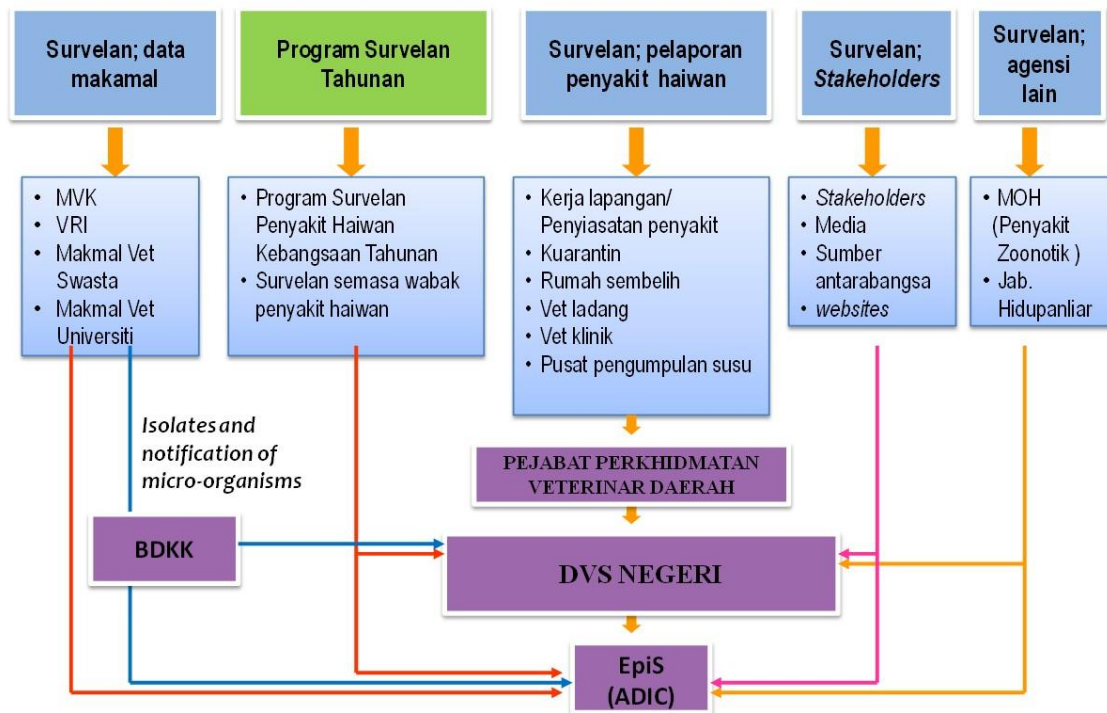 Survelan; data
makamal
Program Survelan
Tahunan
Survelan; pelaporan
penyakit haiwan
Survelan;
Stakeholders
Survelan;
agensi
lain
• MVK
• VRI
• Makmal Vet
Swasta
• Makmal Vet
Universiti
• Program Survelan
Penyakit Haiwan
Kebangsaan Tahunan
• Survelan semasa wabak
penyakit haiwan
• Kerja lapangan/
Penyiasatan penyakit
• Kuarantin
• Rumah sembelih
• Vet ladang
• Vet klinik
• Pusat pengumpulan susu
• Stakeholders
• Media
• Sumber
antarabangsa
• websites
• MOH
(Penyakit
Zoonotik )
• Jab.
Hidupanliar
Isolates and
notification of
micro-organisms
PEJABAT PERKHIDMATAN
VETERINAR DAERAH
BDKK
DVS NEGERI
EpiS
(ADIC)